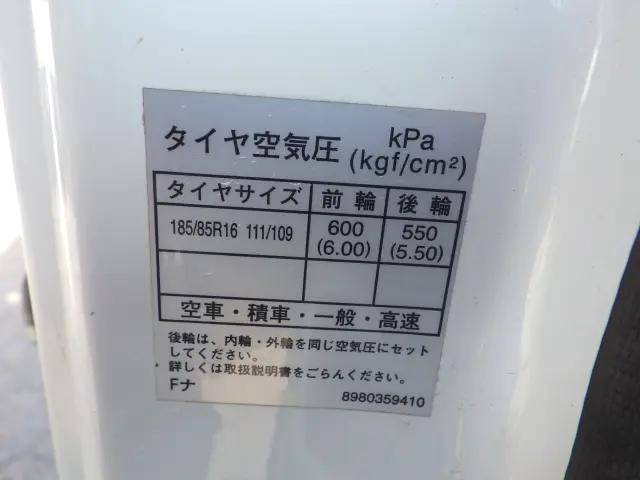 タイヤ空気圧 kPa
(kgf/cm²)
タイヤサイズ 前輪 後輪
185/85R16 111/109 600 550
(6.00) (5.50)
空車・積車・一般・高速
後輪は、内輪・外輪を同じ空気圧にセット
してください。
詳しくは取扱説明書をごらんください。
Fナ 8980359410